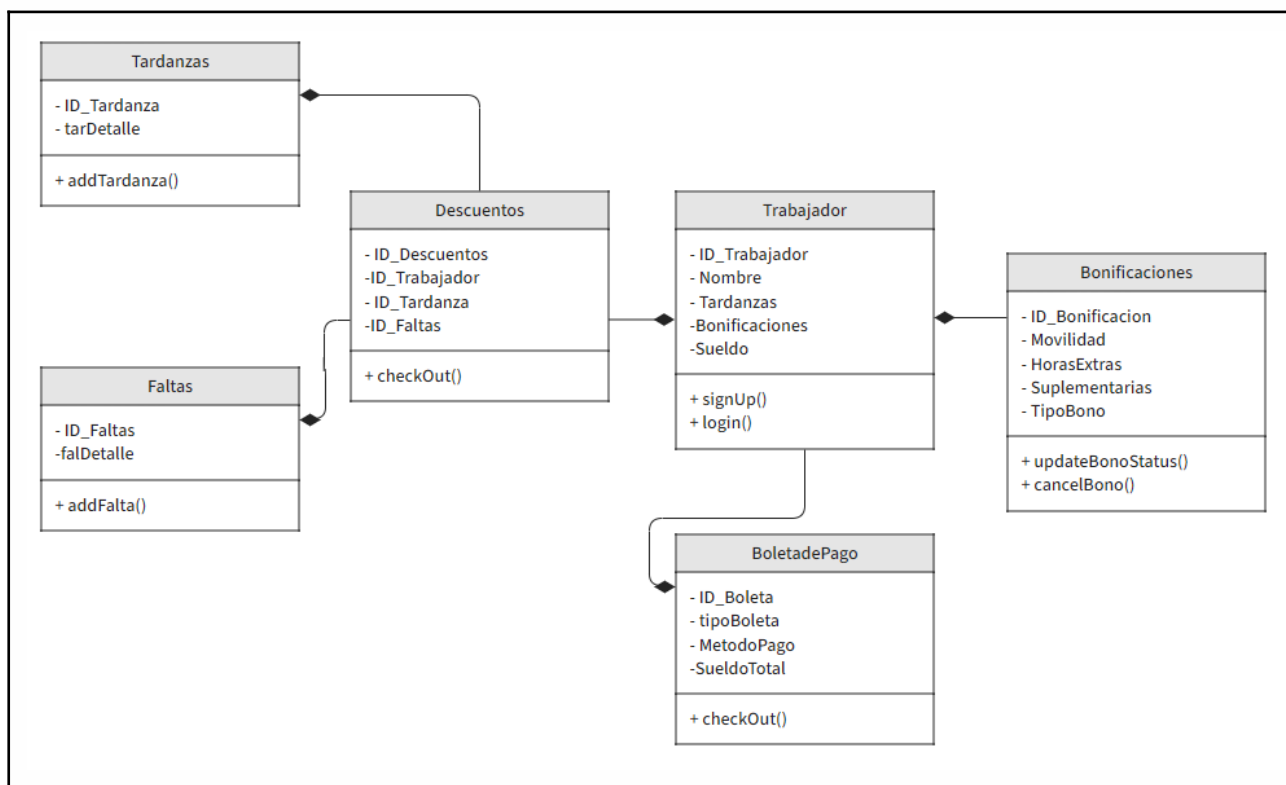 Tardanzas
- ID_Tardanza
- tarDetalle
+ addTardanza()
Descuentos
- ID_Descuentos
-ID_Trabajador
- ID_Tardanza
-ID_Faltas
+ checkOut()
Trabajador
- ID_Trabajador
- Nombre
- Tardanzas
-Bonificaciones
-Sueldo
+ signUp()
+ login()
Bonificaciones
- ID_Bonificacion
- Movilidad
- HorasExtras
- Suplementarias
- TipoBono
+ updateBonoStatus()
+ cancelBono()
Faltas
- ID_Faltas
-falDetalle
+ addFalta()
BoletadePago
- ID_Boleta
- tipoBoleta
- MetodoPago
-SueldoTotal
+ checkOut()